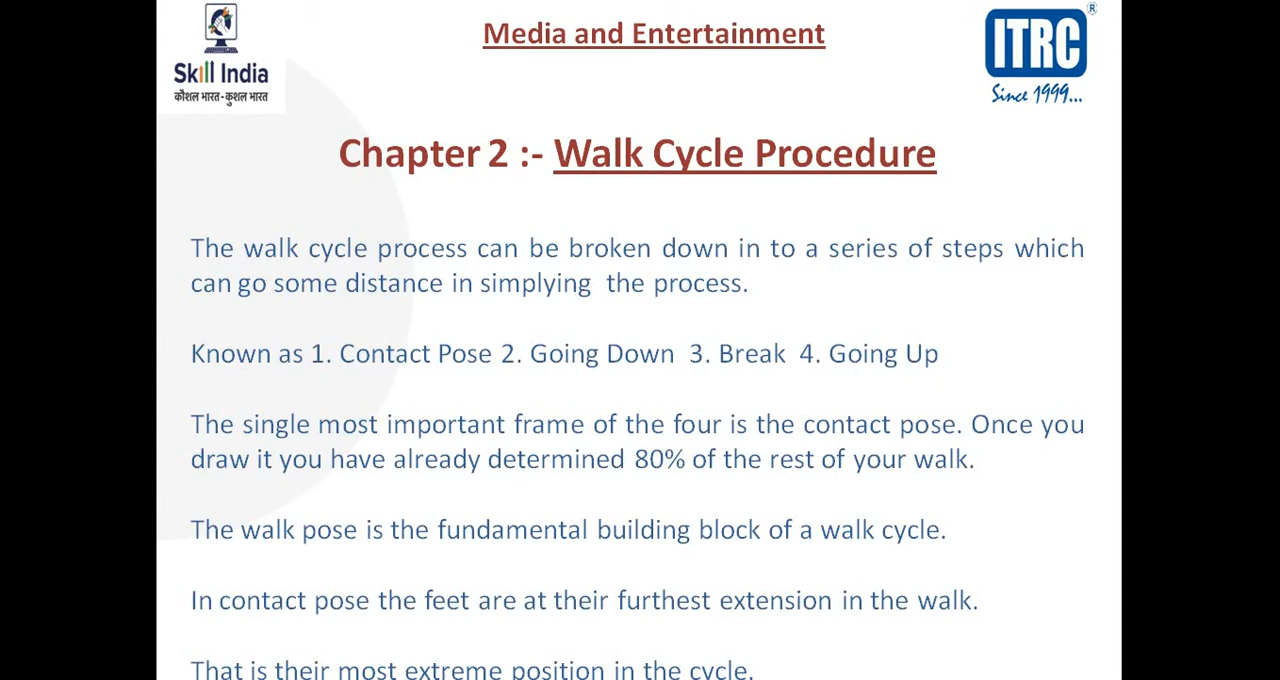 Media and Entertainment
Skill India
कौशल भारत-कुशल भारत
ITRC
®
Since 1999...
Chapter 2 :- Walk Cycle Procedure
The walk cycle process can be broken down in to a series of steps which
can go some distance in simplying the process.
Known as 1. Contact Pose 2. Going Down 3. Break 4. Going Up
The single most important frame of the four is the contact pose. Once you
draw it you have already determined 80% of the rest of your walk.
The walk pose is the fundamental building block of a walk cycle.
In contact pose the feet are at their furthest extension in the walk.
That is their most extreme position in the cycle.